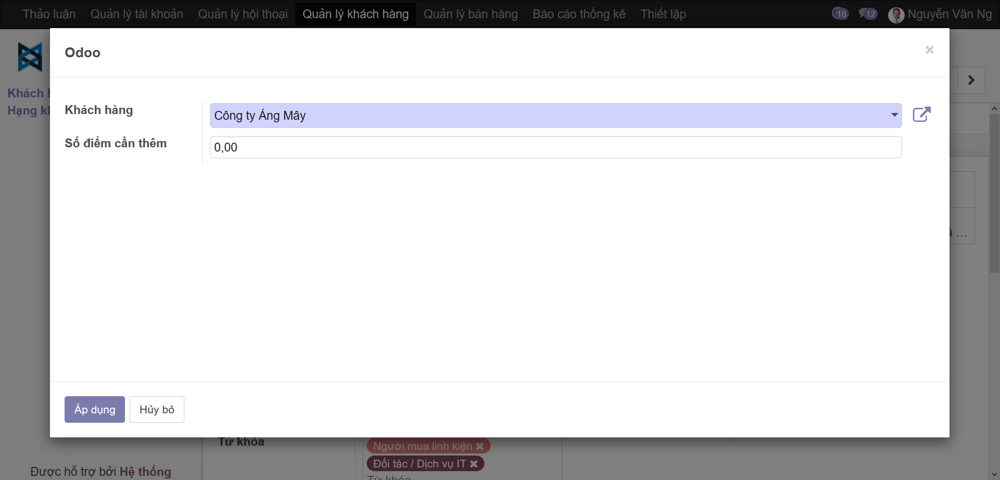 Thảo luận Quản lý tài khoản Quản lý hội thoại Quản lý khách hàng Quản lý bán hàng Báo cáo thống kê Thiết lập 18 12 Nguyễn Văn Ng
Odoo ×
Khách
Hạng
Khách hàng Công ty Áng Mây
Số điểm cần thêm 0,00
...
Áp dụng Hủy bỏ
Từ khóa
Người mua linh kiện ✖
Đối tác / Dịch vụ IT ✖
Từ khóa
Được hỗ trợ bởi Hệ thống